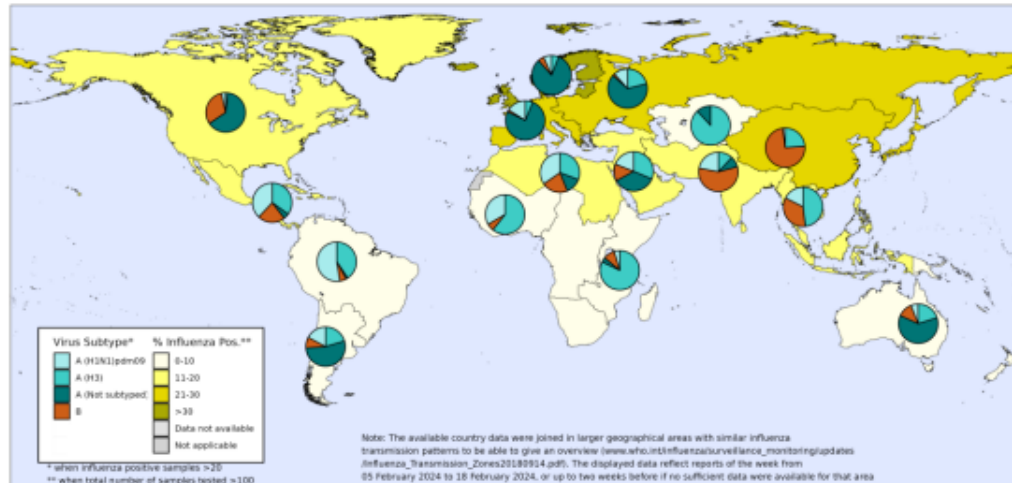 Virus Subtype*
% Influenza Pos.**
A (H1N1)pdm09
A (H3)
A (Not subtyped)
B
0-10
11-20
21-30
>30
Data not available
Not applicable
* when influenza positive samples >20
** when total number of samples tested >100
Note: The available country data were joined in larger geographical areas with similar influenza
transmission patterns to be able to give an overview (www.who.int/influenza/surveillance_monitoring/updates
/Influenza_Transmission_Zones20180914.pdf). The displayed data reflect reports of the week from
05 February 2024 to 18 February 2024, or up to two weeks before if no sufficient data were available for that area